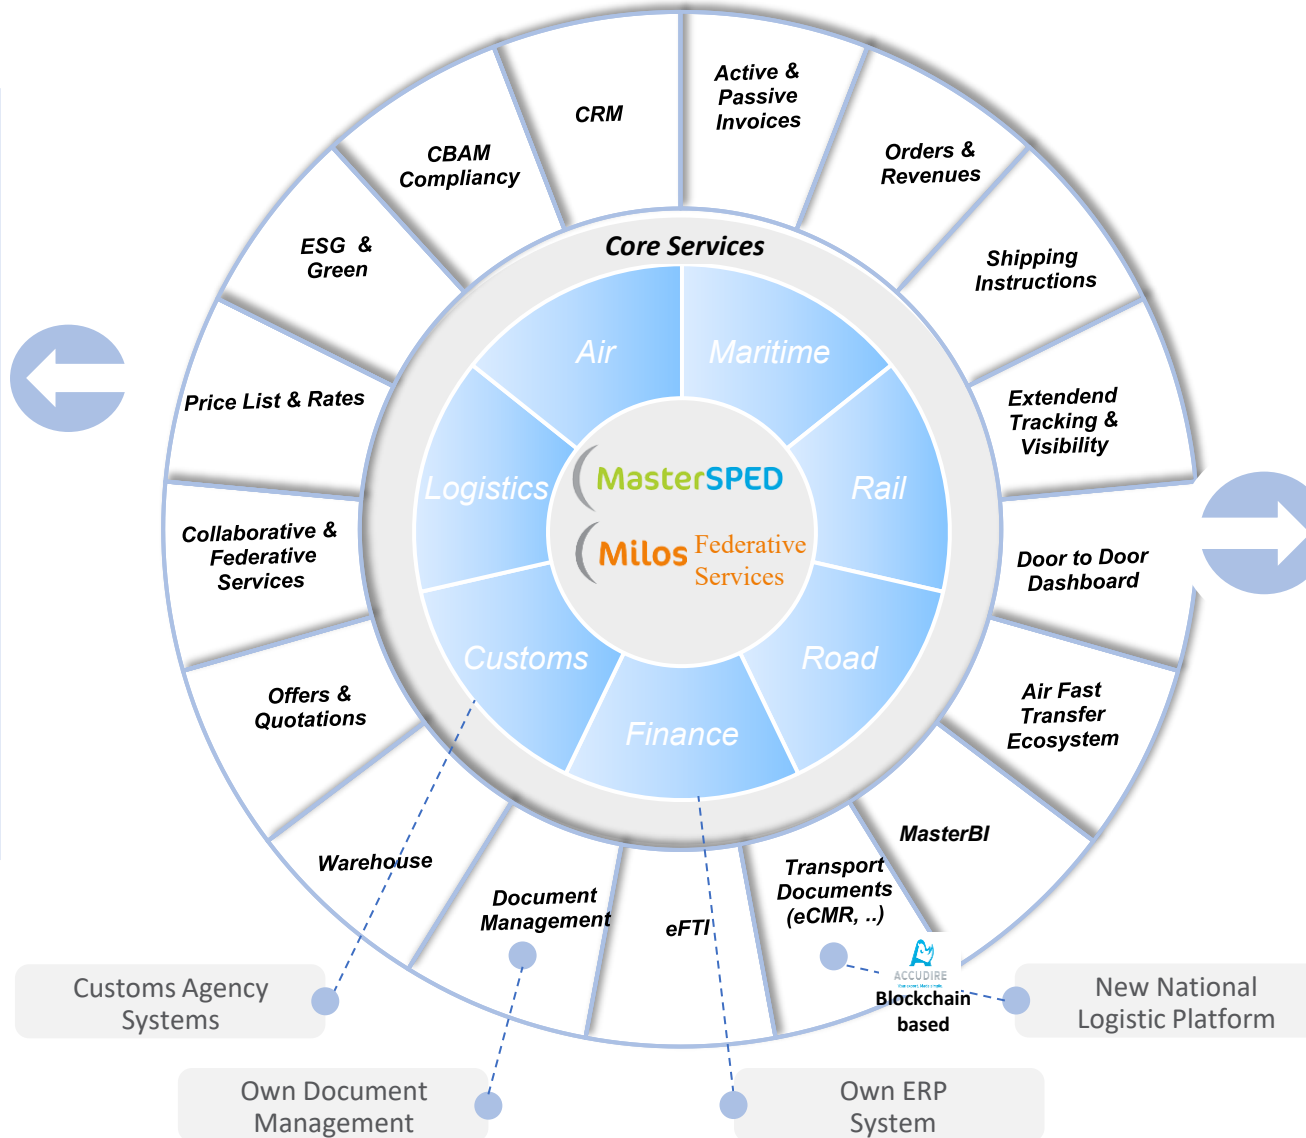 CRM
Active &
Passive
Invoices
Orders &
Revenues
Shipping
Instructions
Extendend
Tracking &
Visibility
Door to Door
Dashboard
Air Fast
Transfer
Ecosystem
MasterBI
Transport
Documents
(eCMR, ..)
eFTI
Document
Management
Warehouse
Offers &
Quotations
Collaborative &
Federative
Services
Price List & Rates
ESG &
Green
CBAM
Compliancy
Core Services
Air
Maritime
Rail
Road
Finance
Customs
Logistics
MasterSPED
Milos Federative
Services
ACCUDIRE
Blockchain
based
Customs Agency
Systems
Own Document
Management
Own ERP
System
New National
Logistic Platform